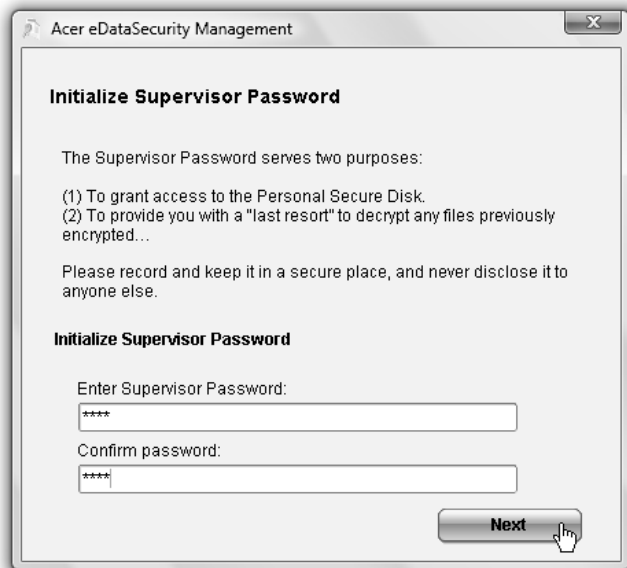 Acer eDataSecurity Management
Initialize Supervisor Password
The Supervisor Password serves two purposes:
(1) To grant access to the Personal Secure Disk.
(2) To provide you with a "last resort" to decrypt any files previously
encrypted...
Please record and keep it in a secure place, and never disclose it to
anyone else.
Initialize Supervisor Password
Enter Supervisor Password:
****
Confirm password:
****
Next